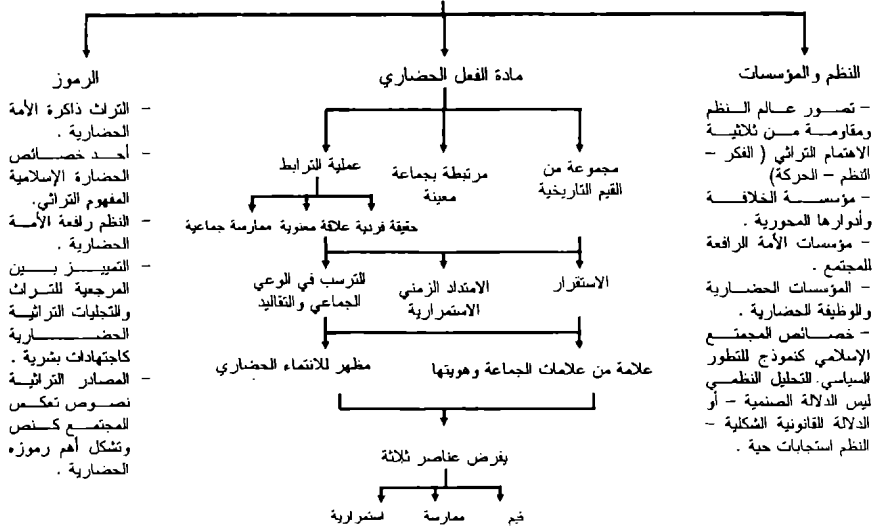 النظم والمؤسسات
– تصور عالم النظم
ومقاومة من ثلاثية
الاهتمام التراثي ( الفكر –
النظم – الحركة)
– مؤسسة الخلافة
وأدوارها المحورية .
– مؤسسات الأمة الرافعة
للمجتمع .
– المؤسسات الحضارية
والوظيفة الحضارية .
– خصائص المجتمع
الإسلامي كنموذج للتطور
السياسي. للتحليل النظمي
ليس الدلالة الصنمية – أو
الدلالة القانونية الشكلية –
النظم استجابات حية .
مادة الفعل الحضاري
مجموعة من
القيم التاريخية
مرتبطة بجماعة
معينة
عملية الترابط
حقيقة فردية
علاقة معنوية
ممارسة جماعية
الاستقرار
الامتداد الزمني
الاستمرارية
الترسب في الوعي
الجماعي والتقاليد
علامة من علامات الجماعة وهويتها
مظهر للانتماء الحضاري
يفرض عناصر ثلاثة
قيم
ممارسة
استمرارية
الرموز
– التراث ذاكرة الأمة
الحضارية .
– أحد خصائص
الحضارة الإسلامية
المفهوم التراثي.
– النظم رافعة الأمة
الحضارية .
– التمييز بين
المرجعية للتراث
والتجليات التراثية
الحضارية
كاجتهادات بشرية .
– المصادر التراثية
نصوص تعكس
المجتمع كنص
وتشكل أهم رموزه
الحضارية .